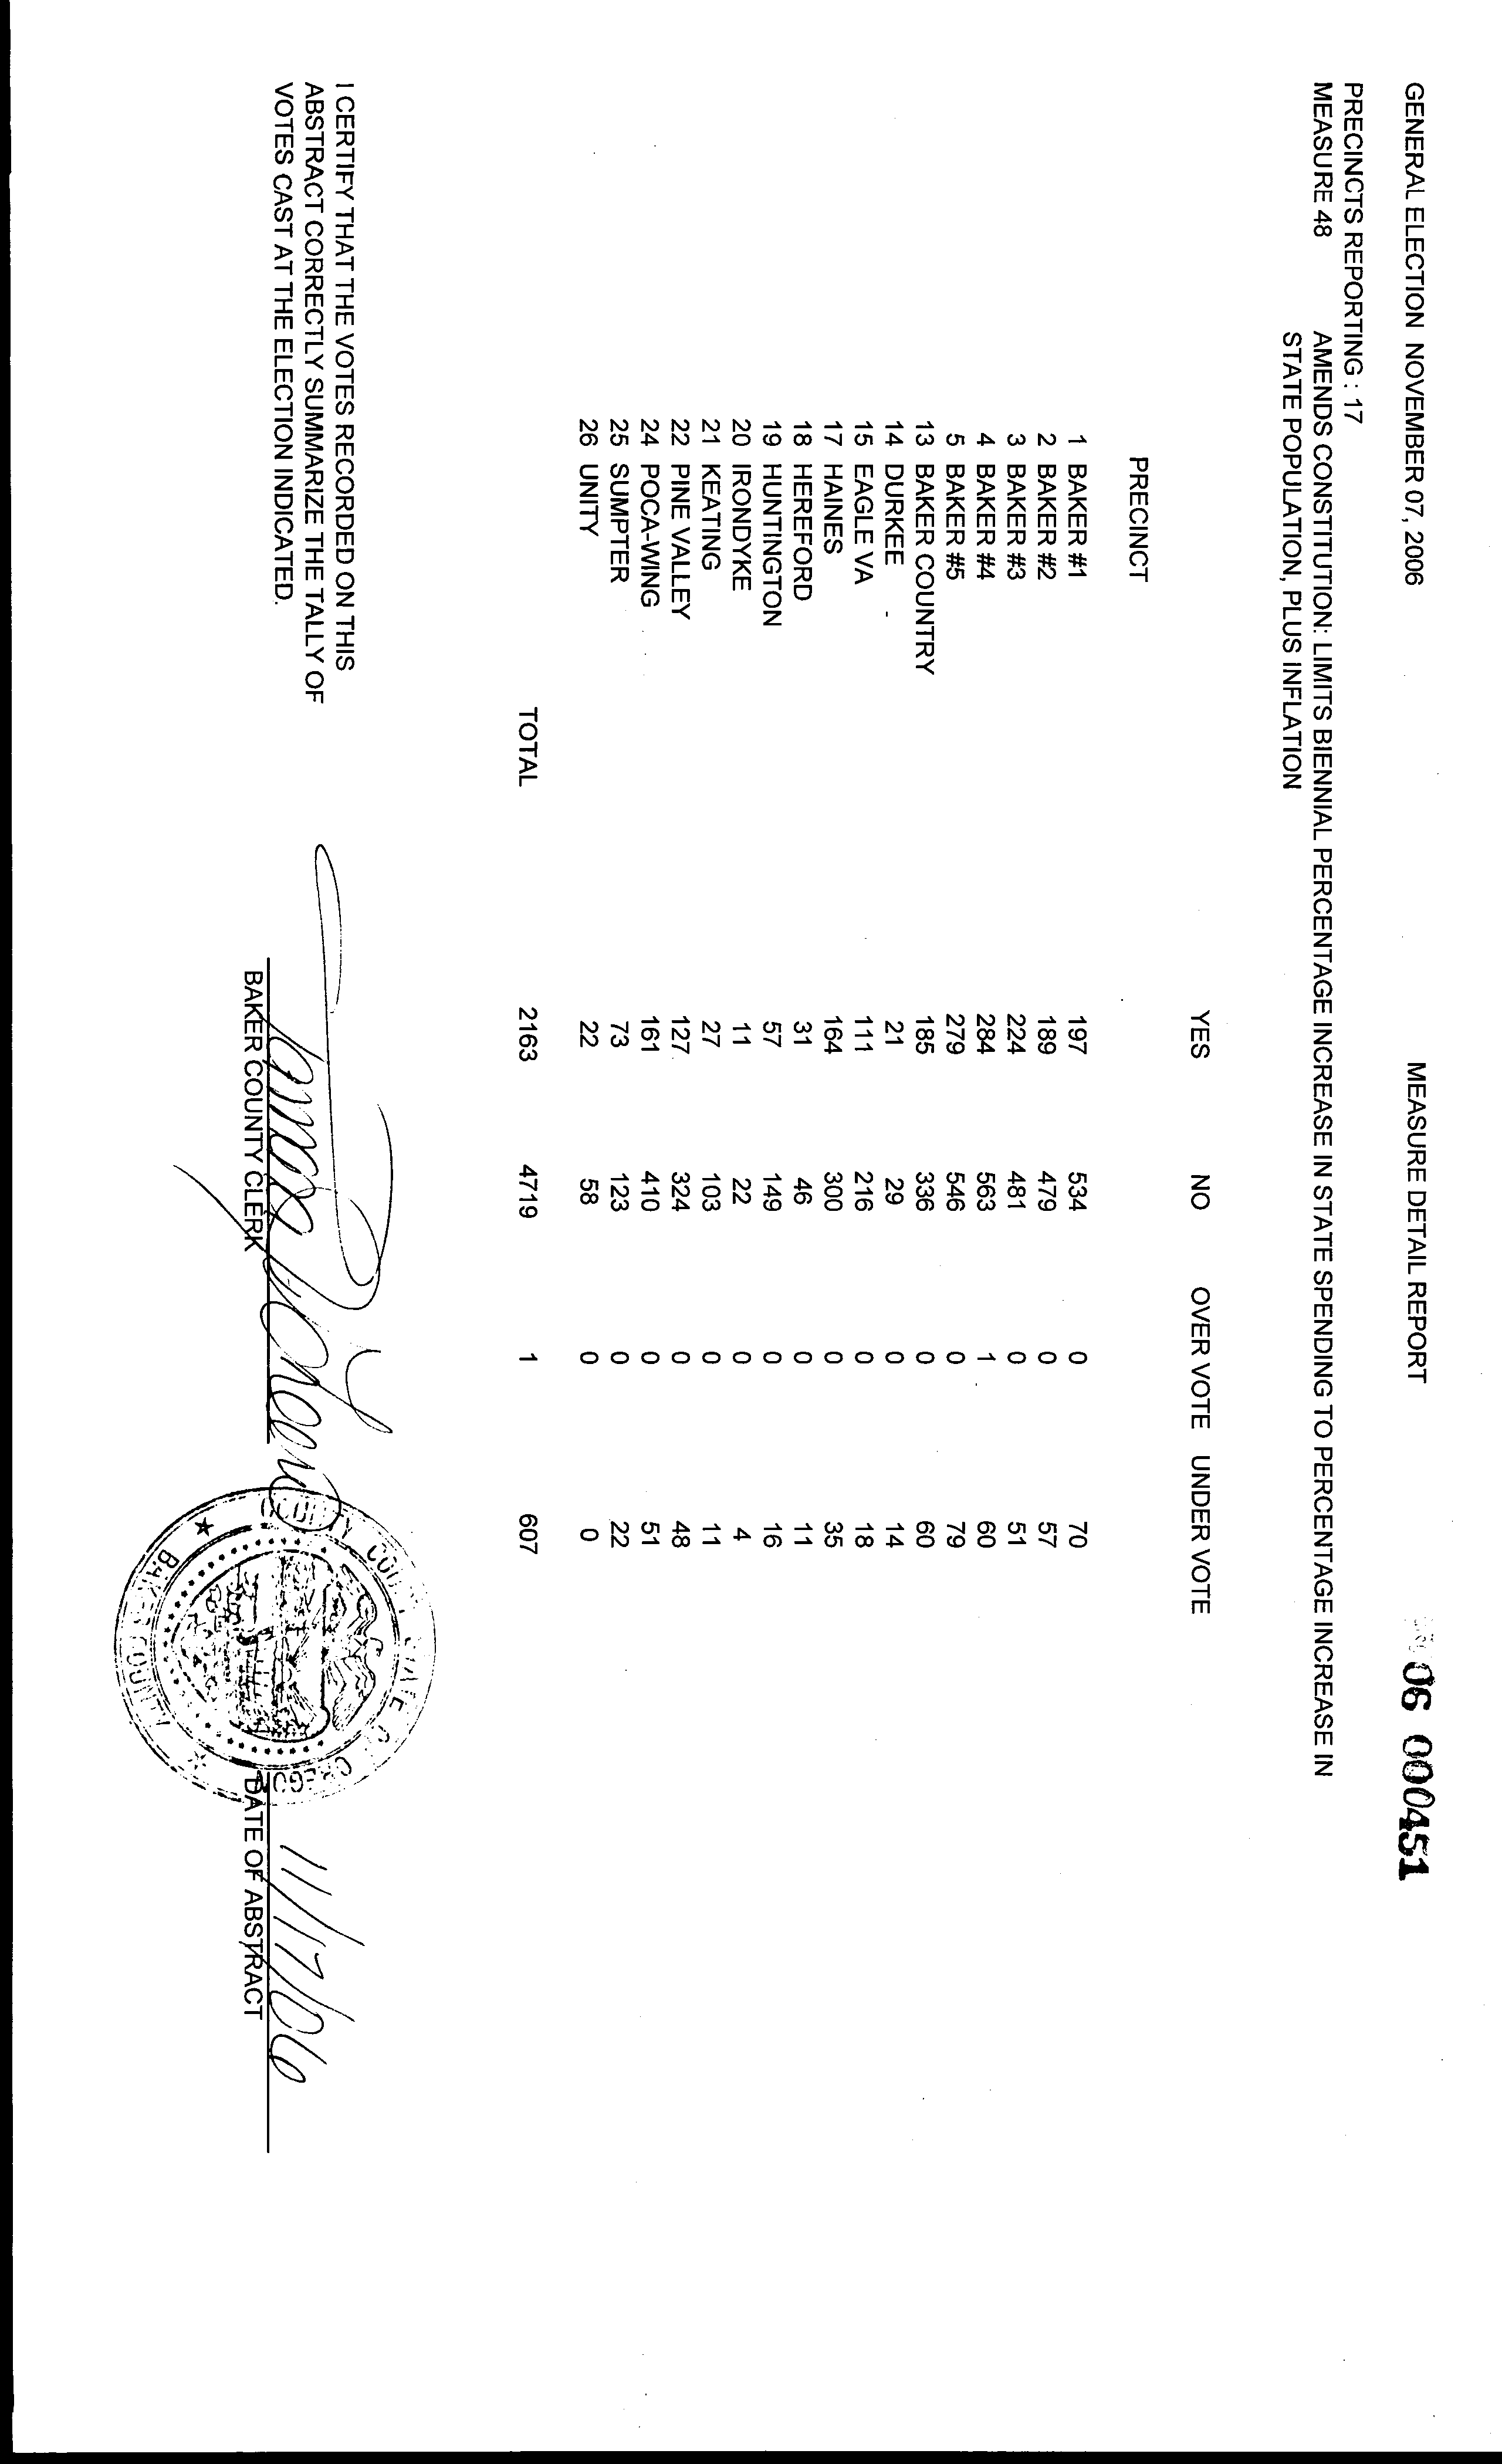 GENERAL ELECTION NOVEMBER 07, 2006 MEASURE DETAIL REPORT 06 000451
PRECINCTS REPORTING : 17
MEASURE 48 AMENDS CONSTITUTION: LIMITS BIENNIAL PERCENTAGE INCREASE IN STATE SPENDING TO PERCENTAGE INCREASE IN
STATE POPULATION, PLUS INFLATION
YES NO OVER VOTE UNDER VOTE
PRECINCT
1 BAKER #1 197 534 0 70
2 BAKER #2 189 479 0 57
3 BAKER #3 224 481 0 51
4 BAKER #4 284 563 1 60
5 BAKER #5 279 546 0 79
13 BAKER COUNTRY 185 336 0 60
14 DURKEE 21 29 0 14
15 EAGLE VA 111 216 0 18
17 HAINES 164 300 0 35
18 HEREFORD 31 46 0 11
19 HUNTINGTON 57 149 0 16
20 IRONDYKE 11 22 0 4
21 KEATING 27 103 0 11
22 PINE VALLEY 127 324 0 48
24 POCA-WING 161 410 0 51
25 SUMPTER 73 123 0 22
26 UNITY 22 58 0 0
TOTAL 2163 4719 1 607
I CERTIFY THAT THE VOTES RECORDED ON THIS
ABSTRACT CORRECTLY SUMMARIZE THE TALLY OF
VOTES CAST AT THE ELECTION INDICATED.
11/17/06
BAKER COUNTY CLERK DATE OF ABSTRACT
STATE OF OREGON
BAKER COUNTY